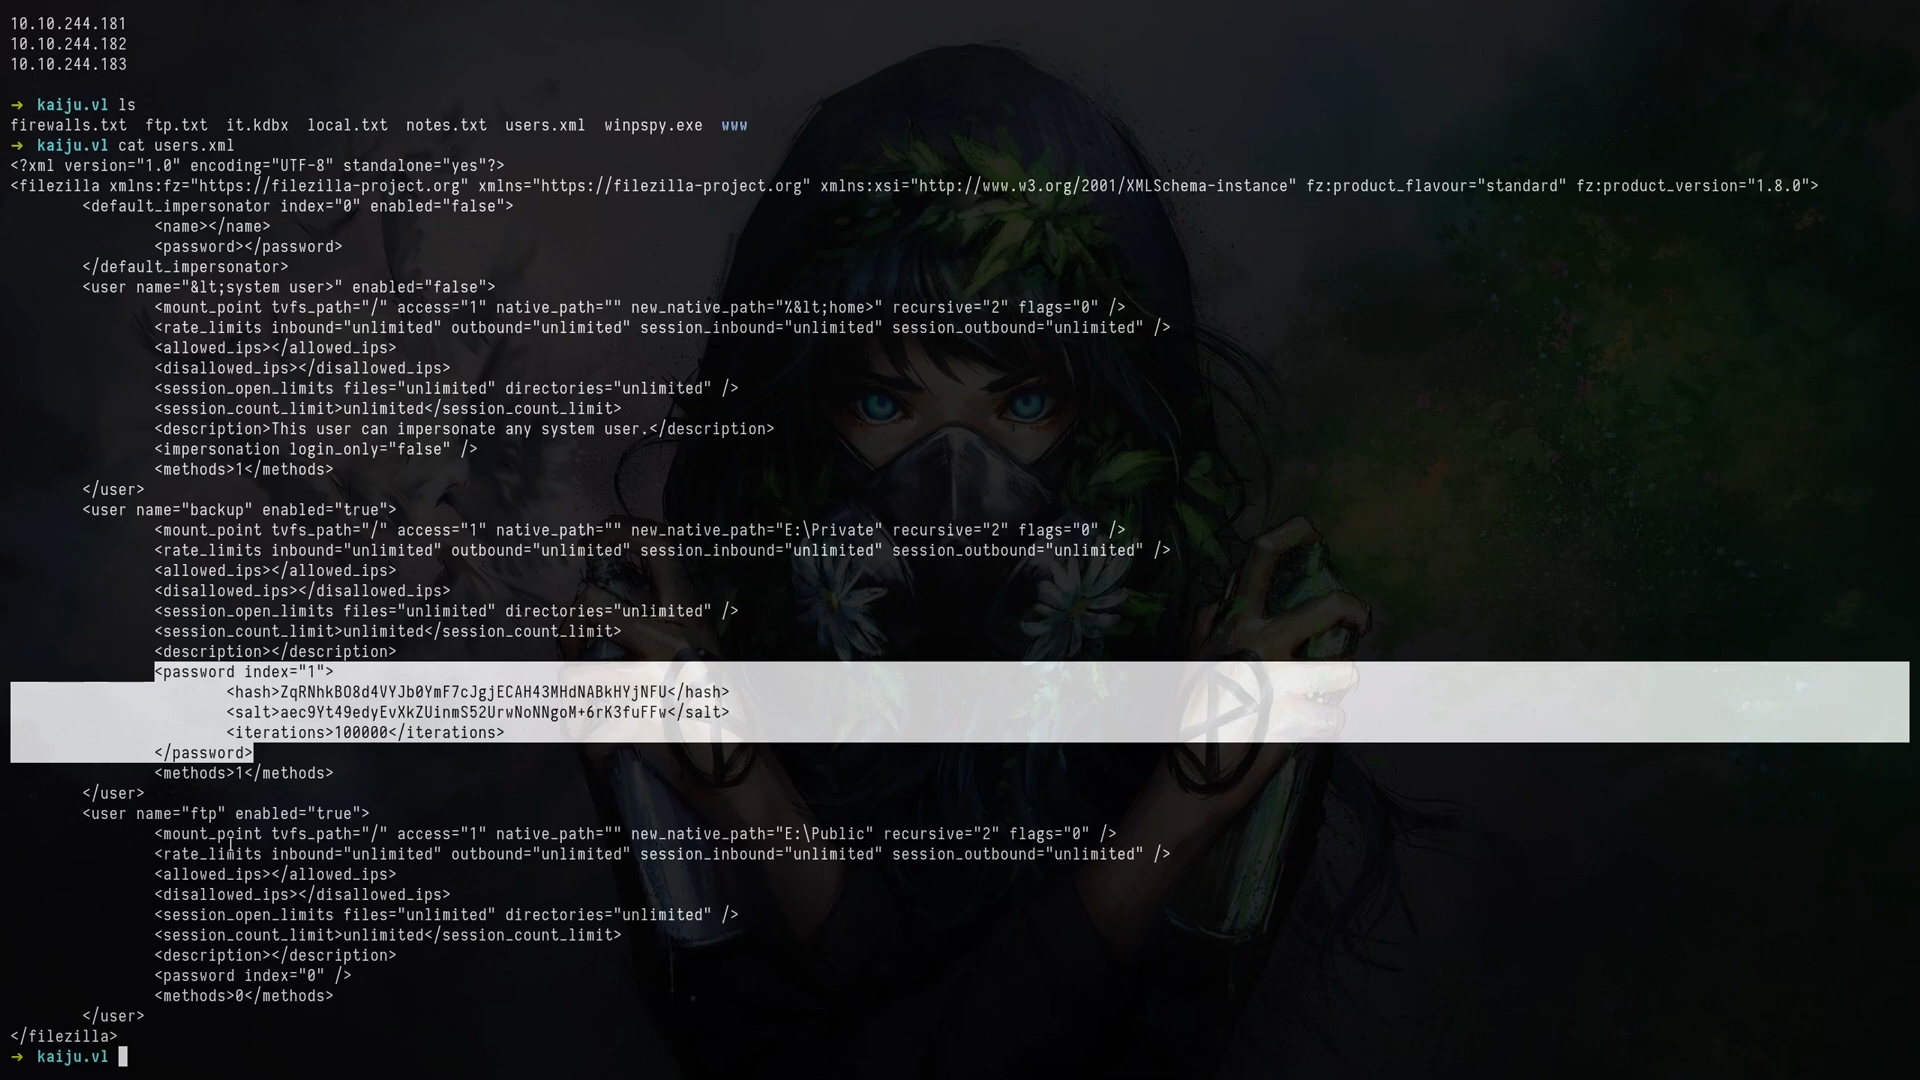 10.10.244.181
10.10.244.182
10.10.244.183
→ kaiju.vl ls
firewalls.txt ftp.txt it.kdbx local.txt notes.txt users.xml winpspy.exe www
→ kaiju.vl cat users.xml
<?xml version="1.0" encoding="UTF-8" standalone="yes"?>
<filezilla xmlns:fz="https://filezilla-project.org" xmlns="https://filezilla-project.org" xmlns:xsi="http://www.w3.org/2001/XMLSchema-instance" fz:product_flavour="standard" fz:product_version="1.8.0">
<default_impersonator index="0" enabled="false">
<name></name>
<password></password>
</default_impersonator>
<user name="&lt;system user>" enabled="false">
<mount_point tvfs_path="/" access="1" native_path="" new_native_path="%&lt;home>" recursive="2" flags="0" />
<rate_limits inbound="unlimited" outbound="unlimited" session_inbound="unlimited" session_outbound="unlimited" />
<allowed_ips></allowed_ips>
<disallowed_ips></disallowed_ips>
<session_open_limits files="unlimited" directories="unlimited" />
<session_count_limit>unlimited</session_count_limit>
<description>This user can impersonate any system user.</description>
<impersonation login_only="false" />
<methods>1</methods>
</user>
<user name="backup" enabled="true">
<mount_point tvfs_path="/" access="1" native_path="" new_native_path="E:\Private" recursive="2" flags="0" />
<rate_limits inbound="unlimited" outbound="unlimited" session_inbound="unlimited" session_outbound="unlimited" />
<allowed_ips></allowed_ips>
<disallowed_ips></disallowed_ips>
<session_open_limits files="unlimited" directories="unlimited" />
<session_count_limit>unlimited</session_count_limit>
<description></description>
<password index="1">
<hash>ZqRNhkBO8d4VYJb0YmF7cJgjECAH43MHdNABkHYjNFU</hash>
<salt>aec9Yt49edyEvXkZUinmS52UrwNoNNgoM+6rK3fuFFw</salt>
<iterations>100000</iterations>
</password>
<methods>1</methods>
</user>
<user name="ftp" enabled="true">
<mount_point tvfs_path="/" access="1" native_path="" new_native_path="E:\Public" recursive="2" flags="0" />
<rate_limits inbound="unlimited" outbound="unlimited" session_inbound="unlimited" session_outbound="unlimited" />
<allowed_ips></allowed_ips>
<disallowed_ips></disallowed_ips>
<session_open_limits files="unlimited" directories="unlimited" />
<session_count_limit>unlimited</session_count_limit>
<description></description>
<password index="0" />
<methods>0</methods>
</user>
</filezilla>
→ kaiju.vl